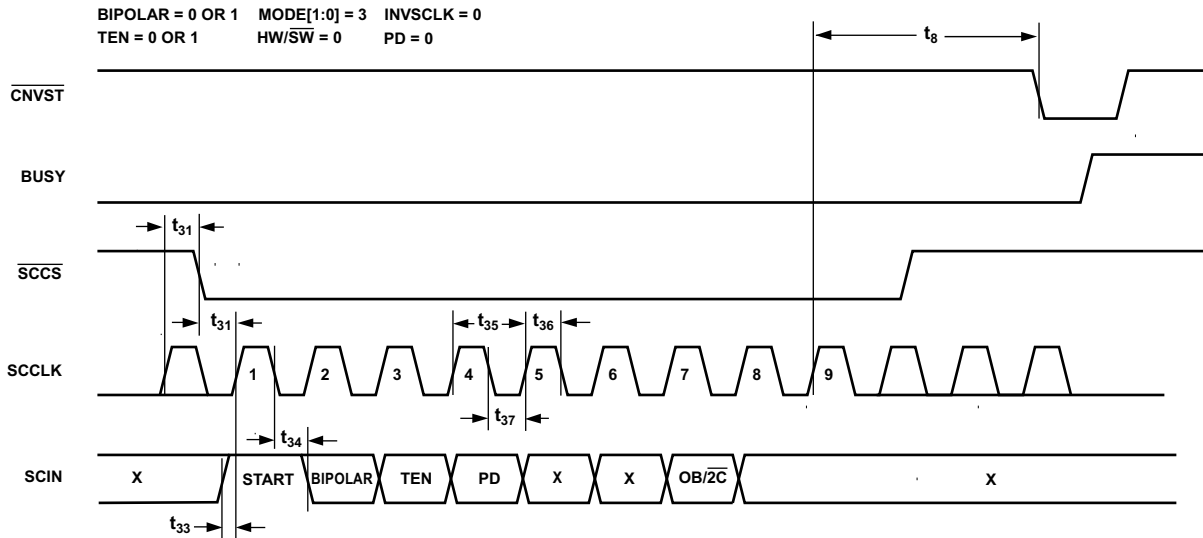 BIPOLAR = 0 OR 1 MODE[1:0] = 3 INVSCLK = 0
TEN = 0 OR 1 HW/SW = 0 PD = 0
t8
CNVST
BUSY
t31
SCCS
t31 t35 t36
SCCLK 1 2 3 4 5 6 7 8 9
t34 t37
SCIN X START BIPOLAR TEN PD X X OB/2C X
t33